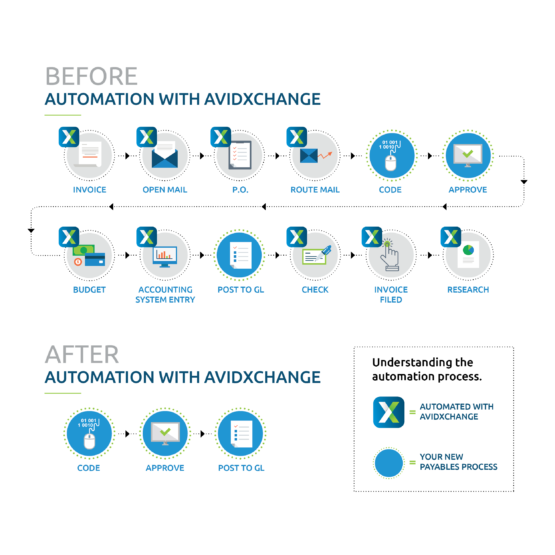 BEFORE
AUTOMATION WITH AVIDXCHANGE
INVOICE
OPEN MAIL
P.O.
ROUTE MAIL
01 001
1 0010
CODE
APPROVE
BUDGET
ACCOUNTING
SYSTEM ENTRY
POST TO GL
CHECK
INVOICE
FILED
RESEARCH
AFTER
AUTOMATION WITH AVIDXCHANGE
01 001
1 0010
CODE
APPROVE
POST TO GL
Understanding the
automation process.
X
= AUTOMATED WITH
AVIDXCHANGE
= YOUR NEW
PAYABLES PROCESS